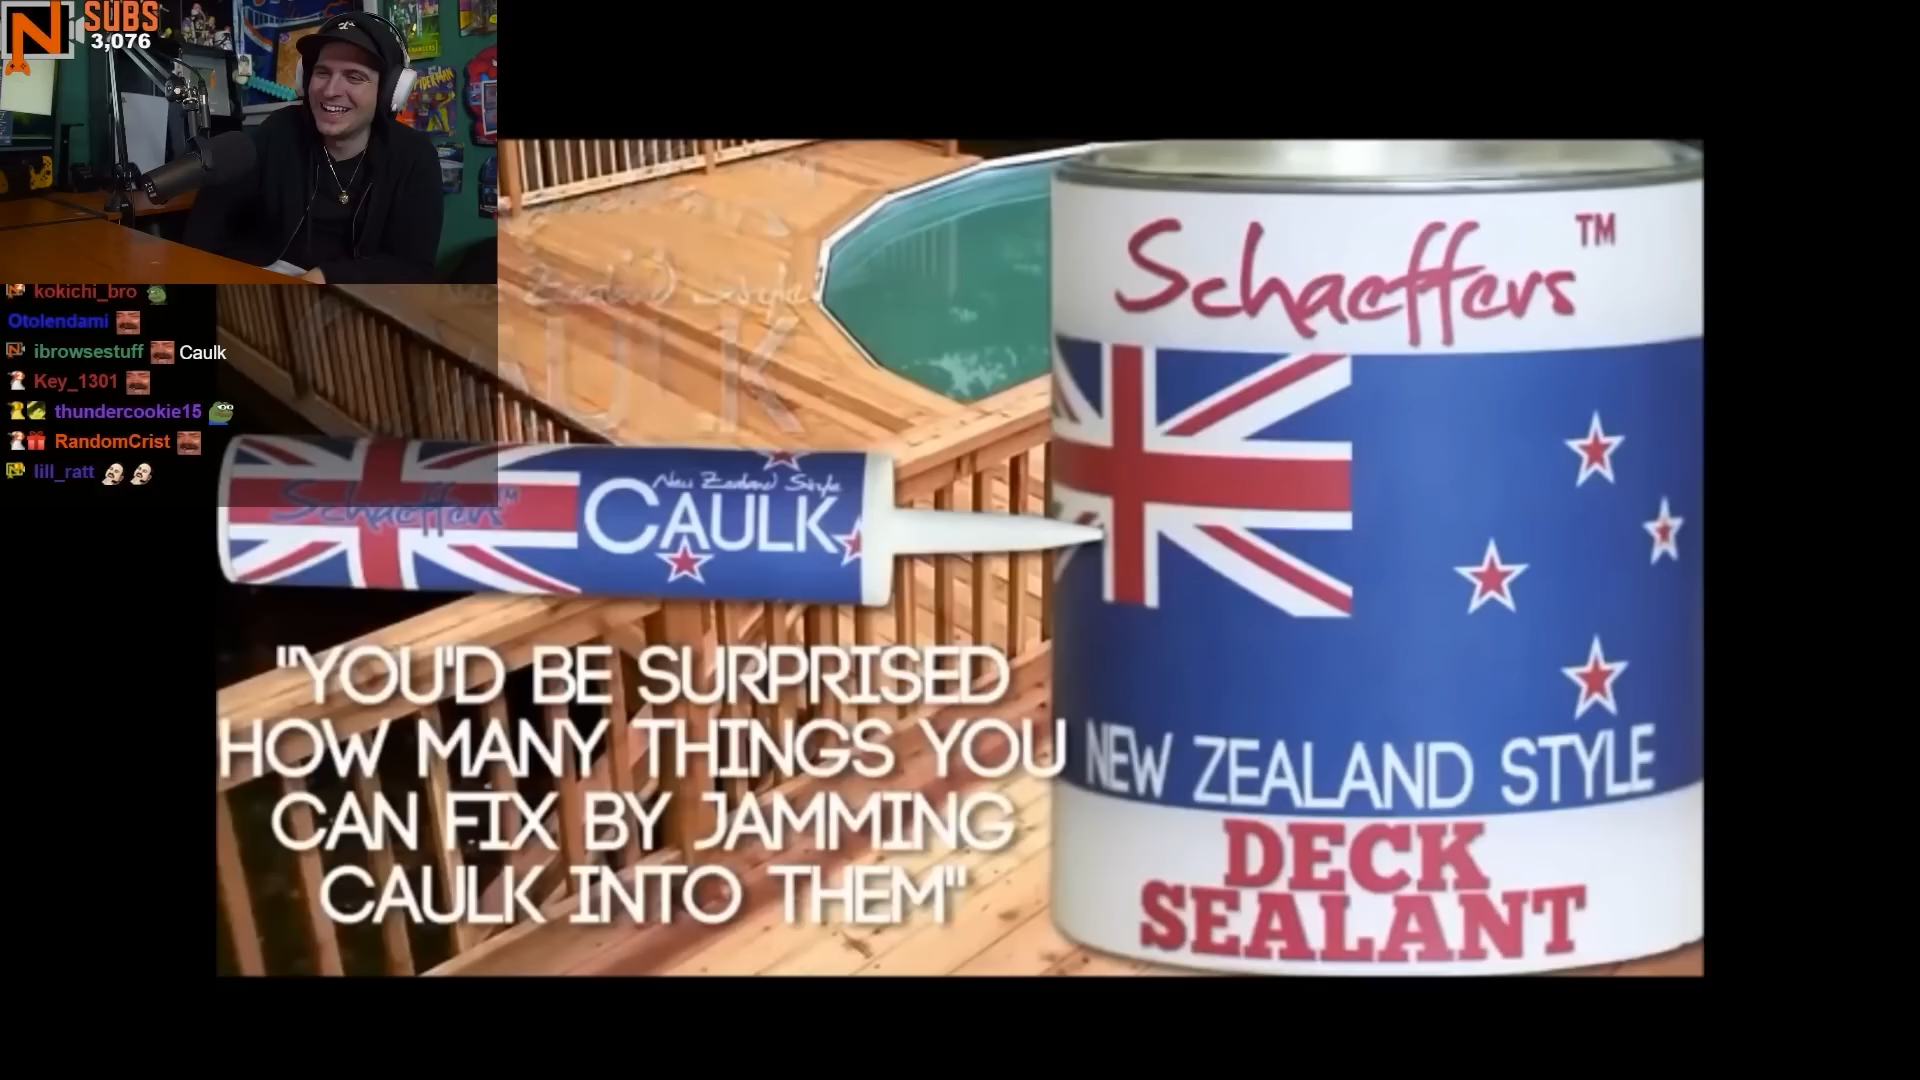 N
SUBS
3,076
kokichi_bro
Otolendami
ibrowsestuff Caulk
Key_1301
thundercookie15
RandomCrist
lill_ratt
New Zealand Style
Schaeffers™
CAULK
"YOU'D BE SURPRISED
HOW MANY THINGS YOU
CAN FIX BY JAMMING
CAULK INTO THEM"
Schaeffers™
NEW ZEALAND STYLE
DECK
SEALANT